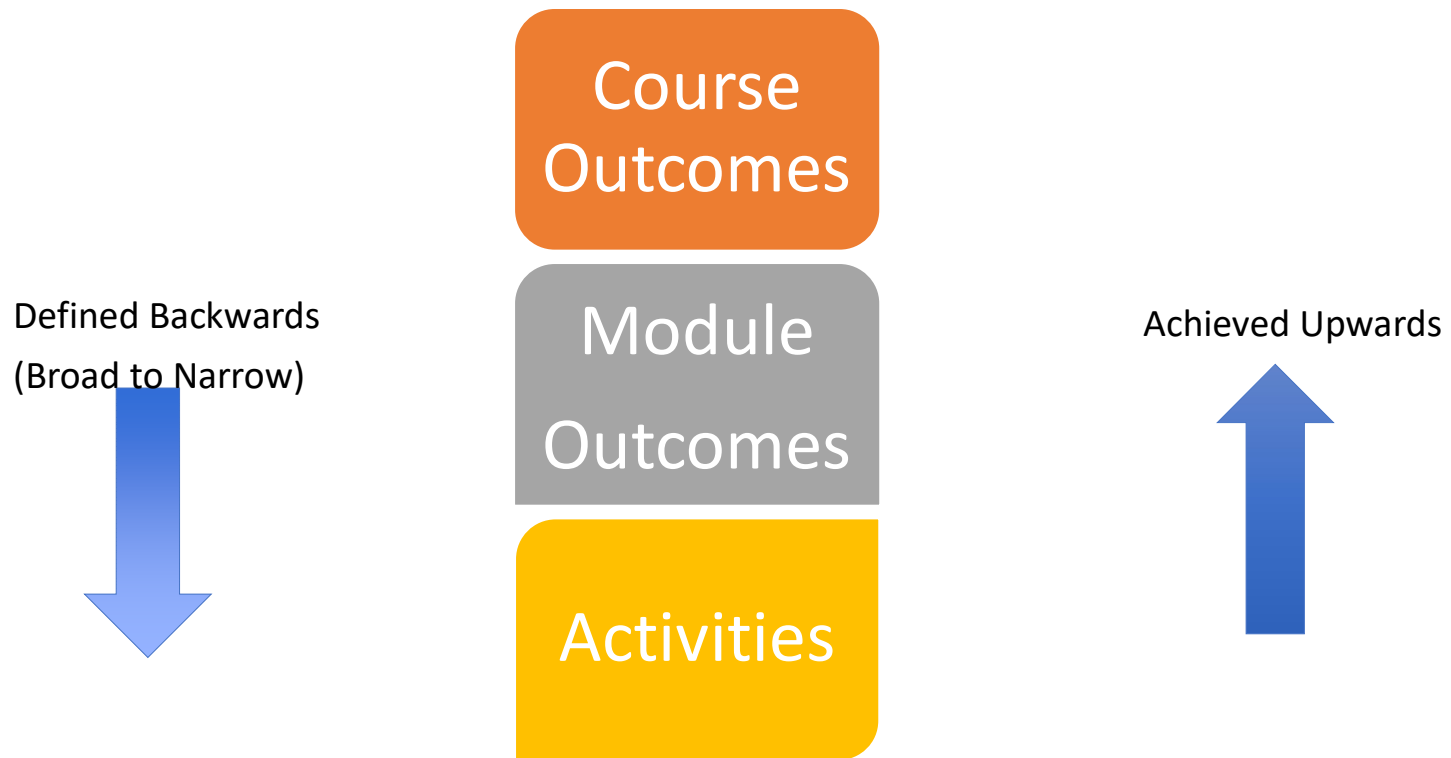 Course
Outcomes
Defined Backwards
(Broad to Narrow)
Module
Outcomes
Achieved Upwards
Activities